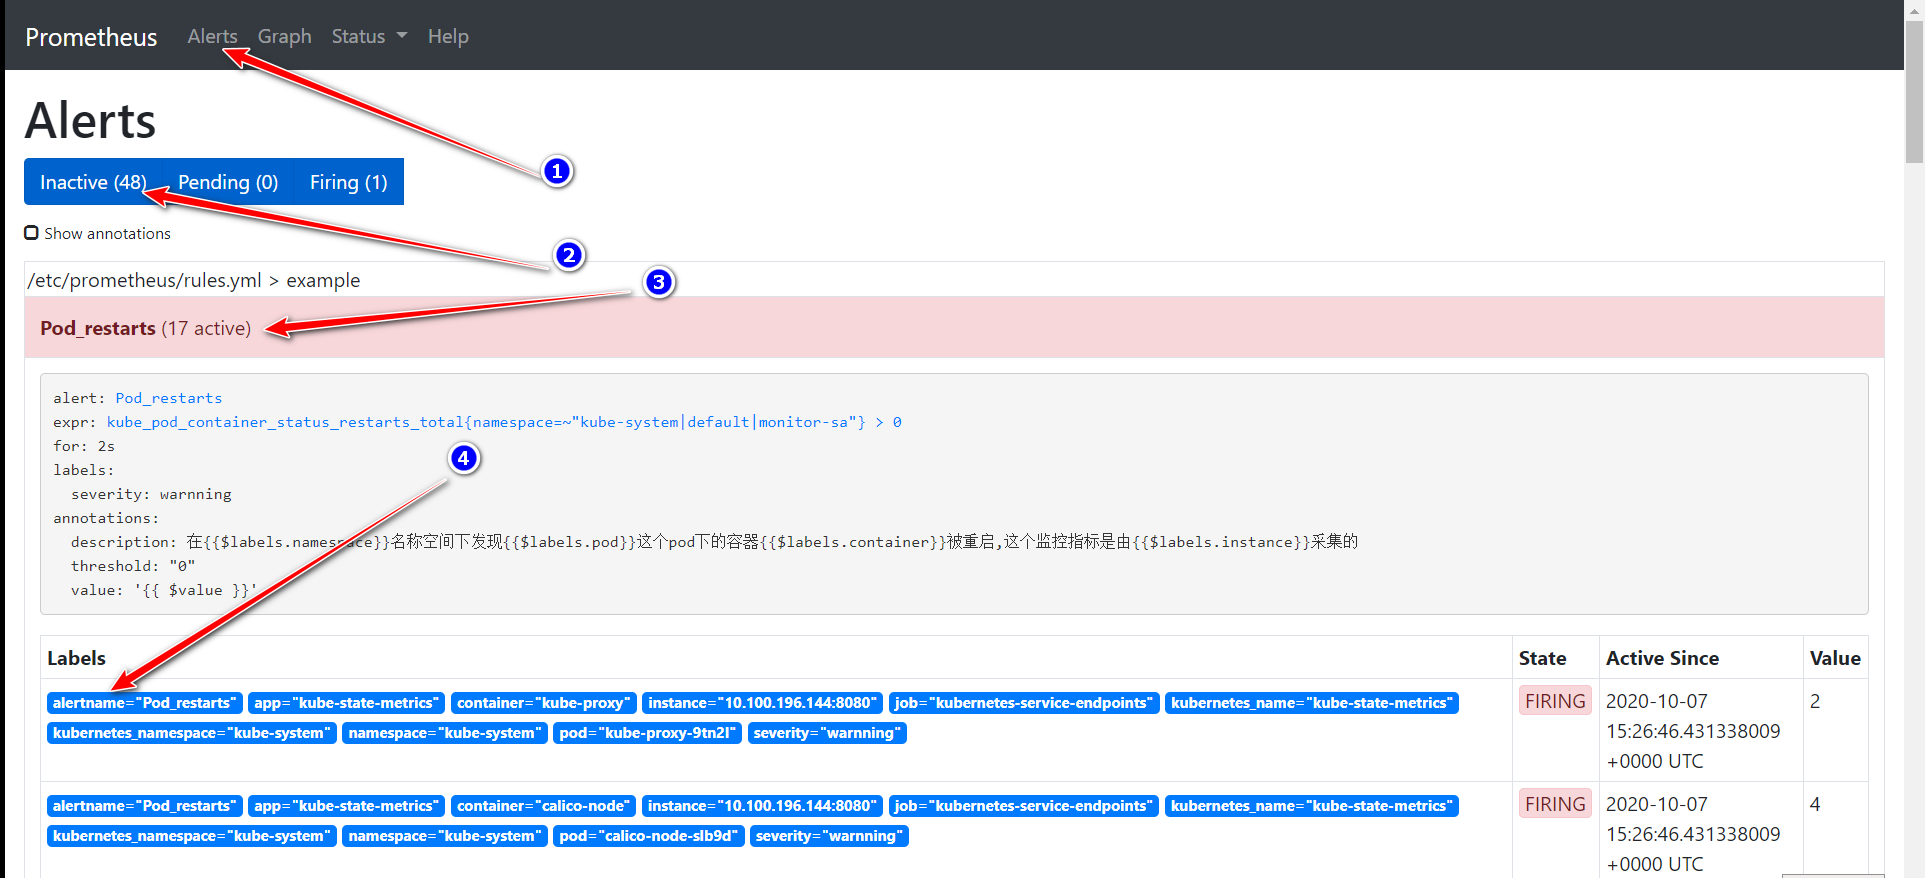 Prometheus Alerts Graph Status Help
Alerts
1
Inactive (48) Pending (0) Firing (1)
Show annotations
2
/etc/prometheus/rules.yml > example
3
Pod_restarts (17 active)
alert: Pod_restarts
expr: kube_pod_container_status_restarts_total{namespace=~"kube-system|default|monitor-sa"} > 0
for: 2s
4
labels:
severity: warnning
annotations:
description: 在{{$labels.namespace}}名称空间下发现{{$labels.pod}}这个pod下的容器{{$labels.container}}被重启,这个监控指标是由{{$labels.instance}}采集的
threshold: "0"
value: '{{ $value }}'
Labels State Active Since Value
alertname="Pod_restarts" app="kube-state-metrics" container="kube-proxy" instance="10.100.196.144:8080" job="kubernetes-service-endpoints" kubernetes_name="kube-state-metrics" FIRING 2020-10-07 2
kubernetes_namespace="kube-system" namespace="kube-system" pod="kube-proxy-9tn2l" severity="warnning" 15:26:46.431338009
+0000 UTC
alertname="Pod_restarts" app="kube-state-metrics" container="calico-node" instance="10.100.196.144:8080" job="kubernetes-service-endpoints" kubernetes_name="kube-state-metrics" FIRING 2020-10-07 4
kubernetes_namespace="kube-system" namespace="kube-system" pod="calico-node-slb9d" severity="warnning" 15:26:46.431338009
+0000 UTC